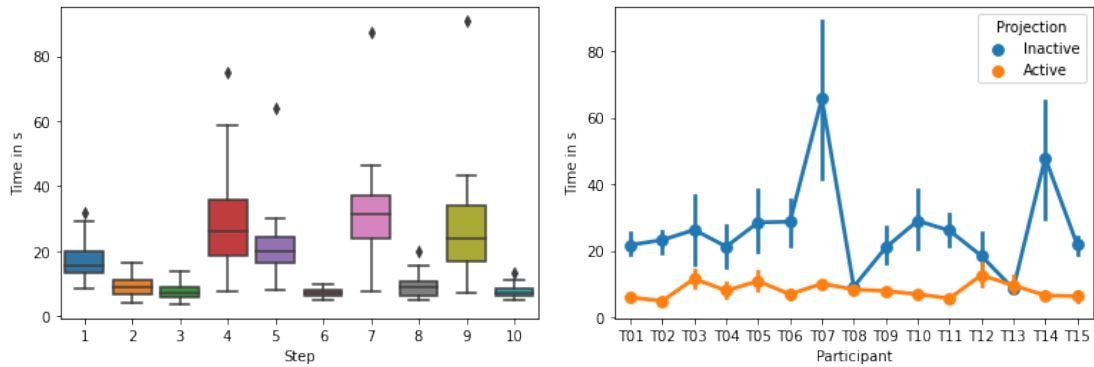 Time in s
80
60
40
20
0
1 2 3 4 5 6 7 8 9 10
Step
Time in s
80
60
40
20
0
Projection
Inactive
Active
T01 T02 T03 T04 T05 T06 T07 T08 T09 T10 T11 T12 T13 T14 T15
Participant